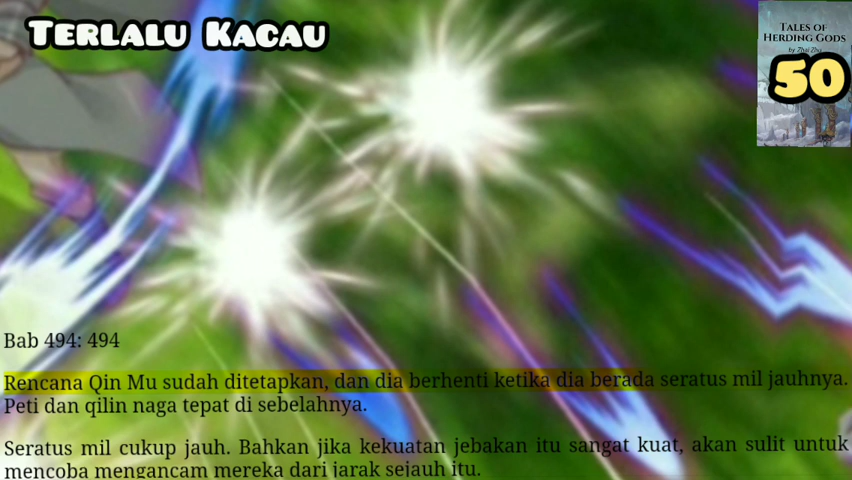 TERLALU KACAU
TALES OF
HERDING GODS
by Zhai Zhu
50
Bab 494: 494
Rencana Qin Mu sudah ditetapkan, dan dia berhenti ketika dia berada seratus mil jauhnya.
Peti dan qilin naga tepat di sebelahnya.
Seratus mil cukup jauh. Bahkan jika kekuatan jebakan itu sangat kuat, akan sulit untuk
mencoba mengancam mereka dari jarak sejauh itu.